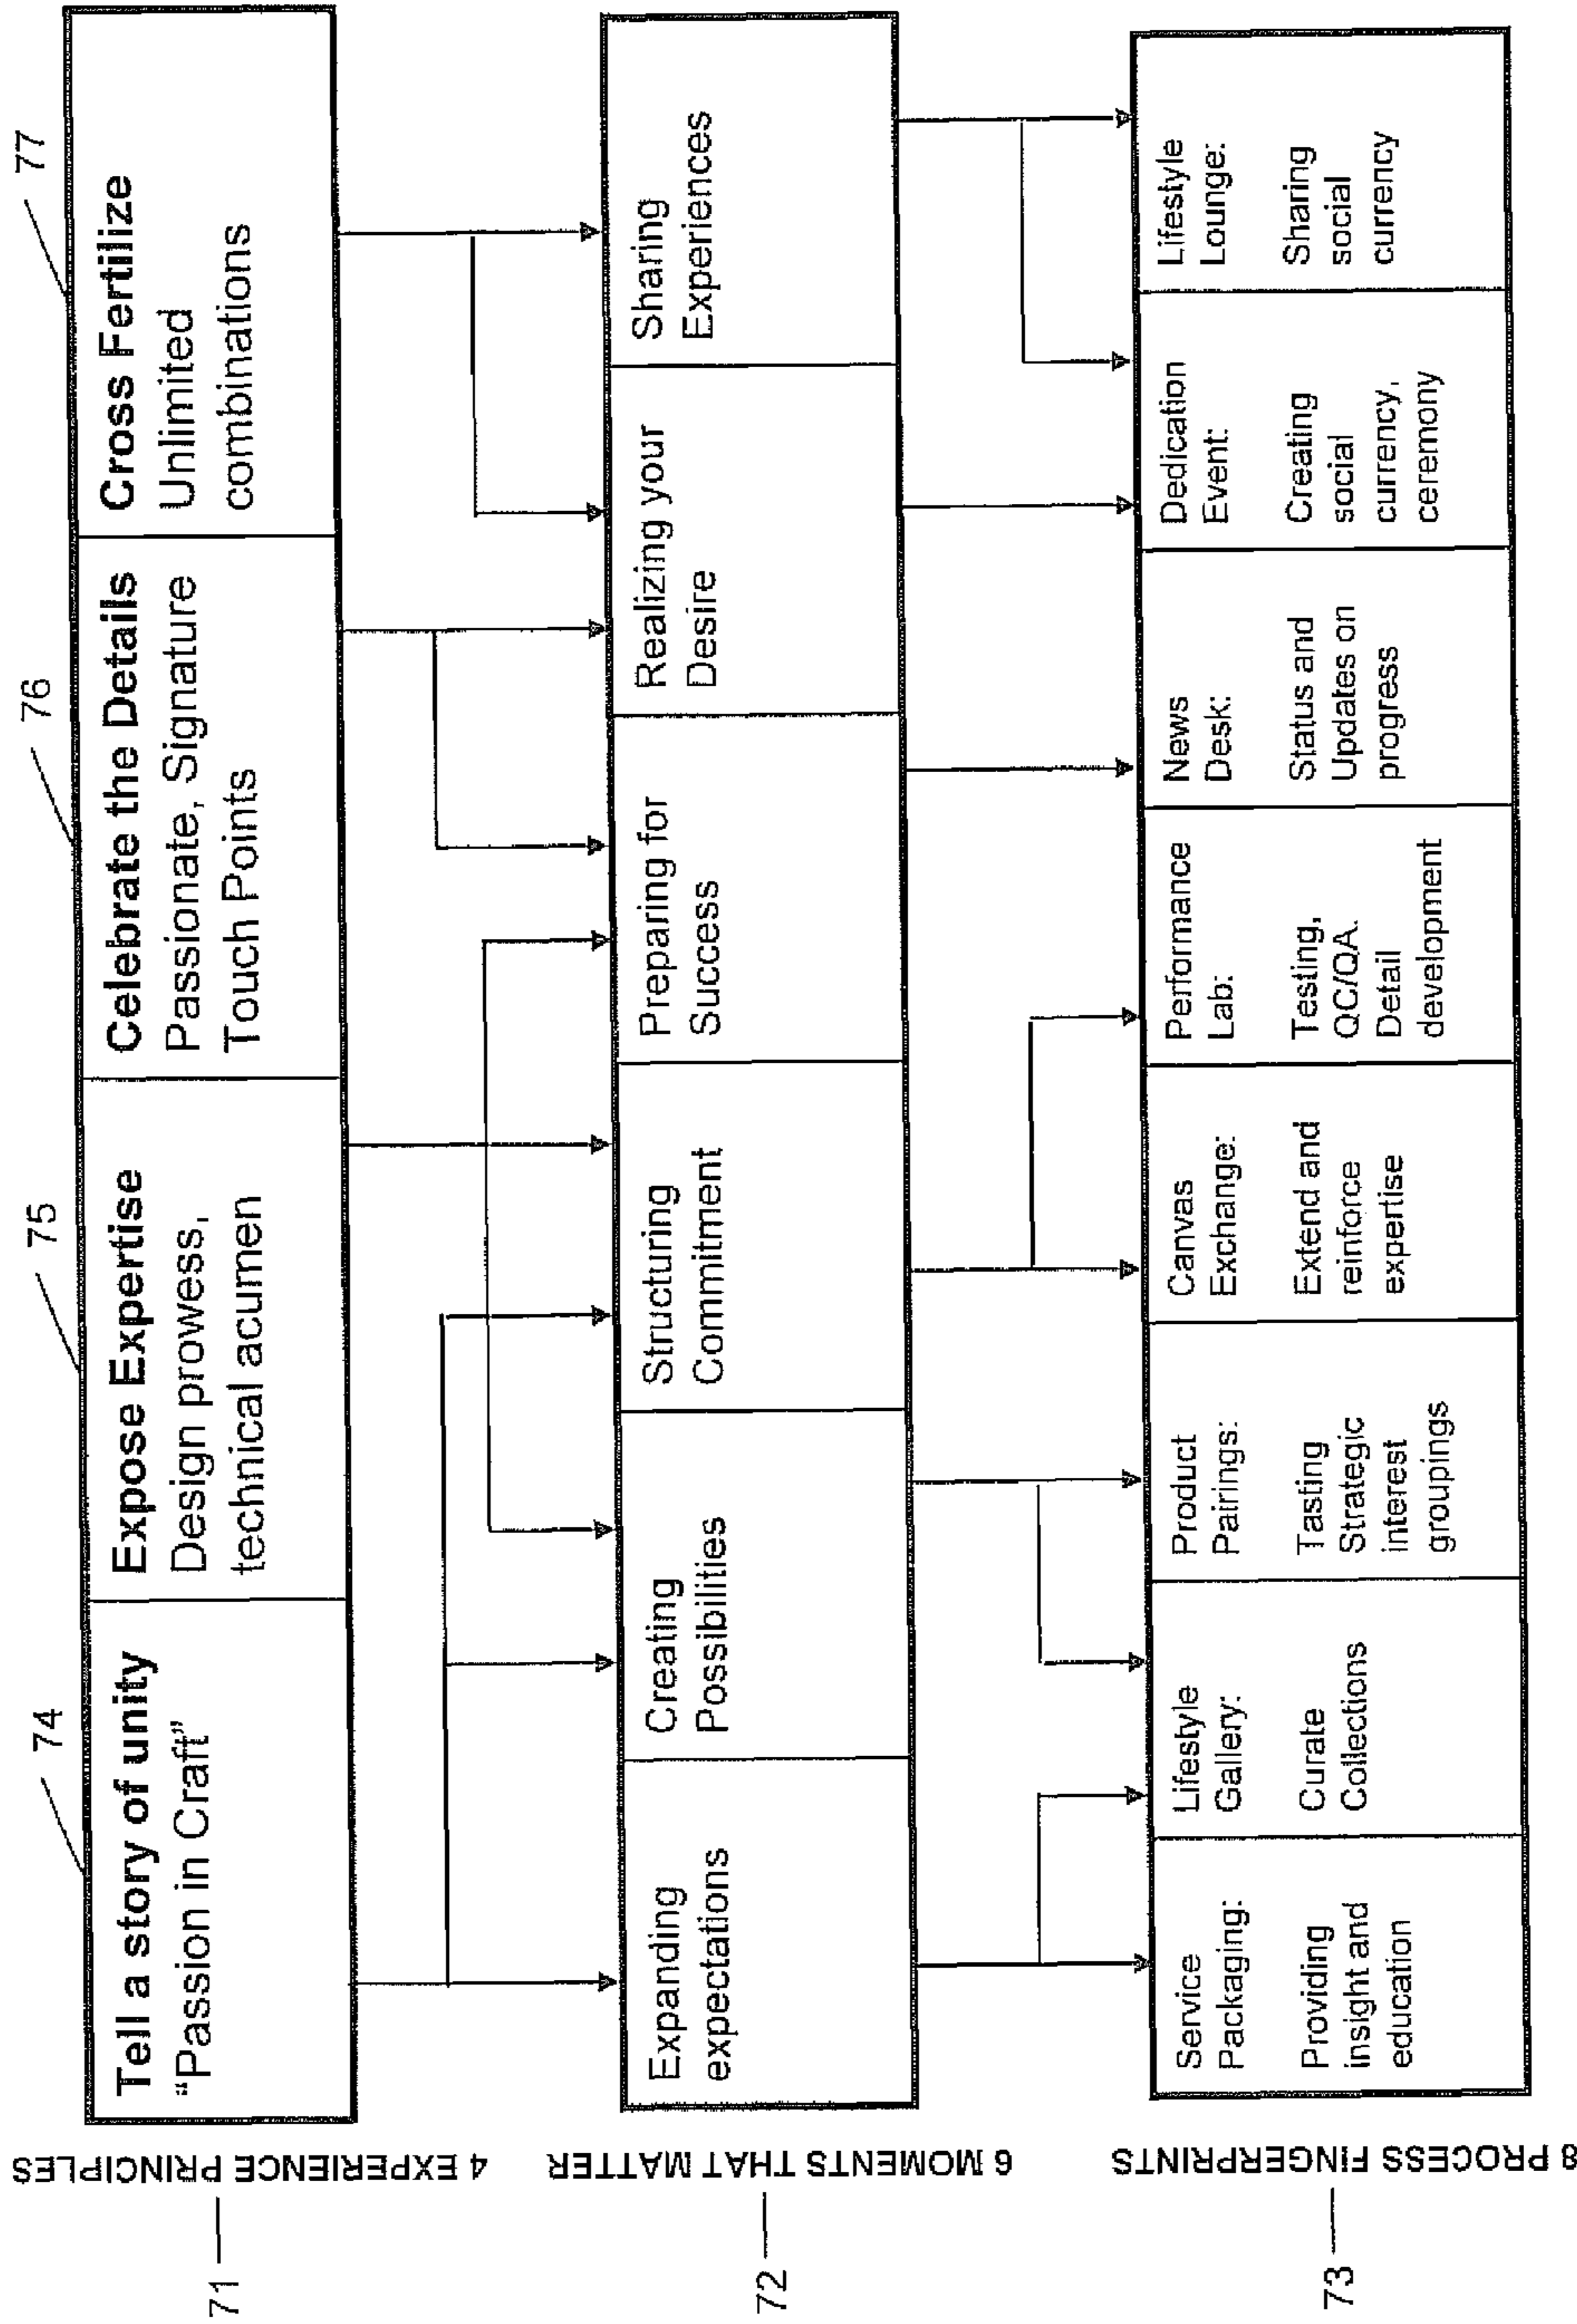 74
75
76
77
71
4 EXPERIENCE PRINCIPLES
Tell a story of unity
"Passion in Craft"
Expose Expertise
Design prowess,
technical acumen
Celebrate the Details
Passionate, Signature
Touch Points
Cross Fertilize
Unlimited
combinations
72
6 MOMENTS THAT MATTER
Expanding
expectations
Creating
Possibilities
Structuring
Commitment
Preparing for
Success
Realizing your
Desire
Sharing
Experiences
73
8 PROCESS FINGERPRINTS
Service
Packaging:
Providing
insight and
education
Lifestyle
Gallery:
Curate
Collections
Product
Pairings:
Tasting
Strategic
interest
groupings
Canvas
Exchange:
Extend and
reinforce
expertise
Performance
Lab:
Testing,
QC/QA.
Detail
development
News
Desk:
Status and
Updates on
progress
Dedication
Event:
Creating
social
currency,
ceremony
Lifestyle
Lounge:
Sharing
social
currency